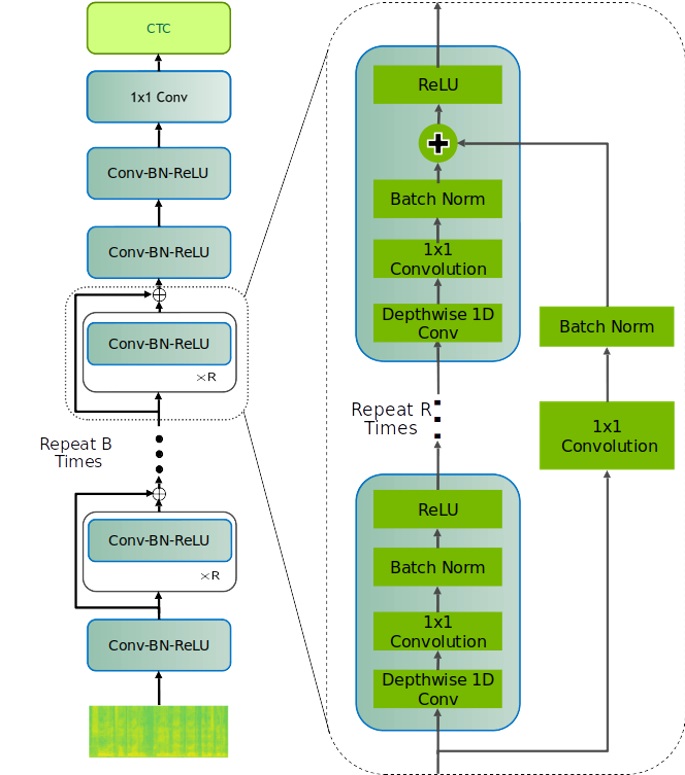 CTC
1x1 Conv
Conv-BN-ReLU
Conv-BN-ReLU
Conv-BN-ReLU
×R
Repeat B
Times
Conv-BN-ReLU
×R
Conv-BN-ReLU
ReLU
Batch Norm
1x1
Convolution
Depthwise 1D
Conv
Repeat R
Times
ReLU
Batch Norm
1x1
Convolution
Depthwise 1D
Conv
Batch Norm
1x1
Convolution